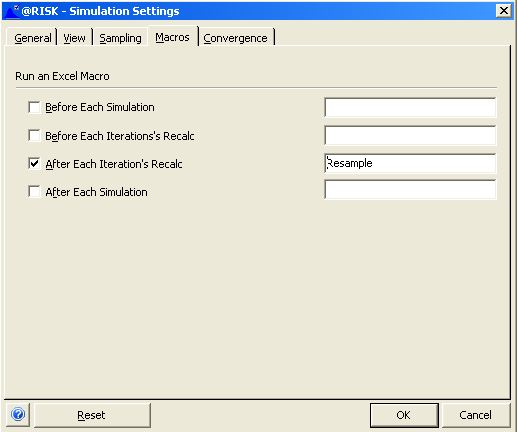 @RISK - Simulation Settings
General View Sampling Macros Convergence
Run an Excel Macro
Before Each Simulation
Before Each Iterations's Recalc
After Each Iteration's Recalc Resample
After Each Simulation
? Reset OK Cancel